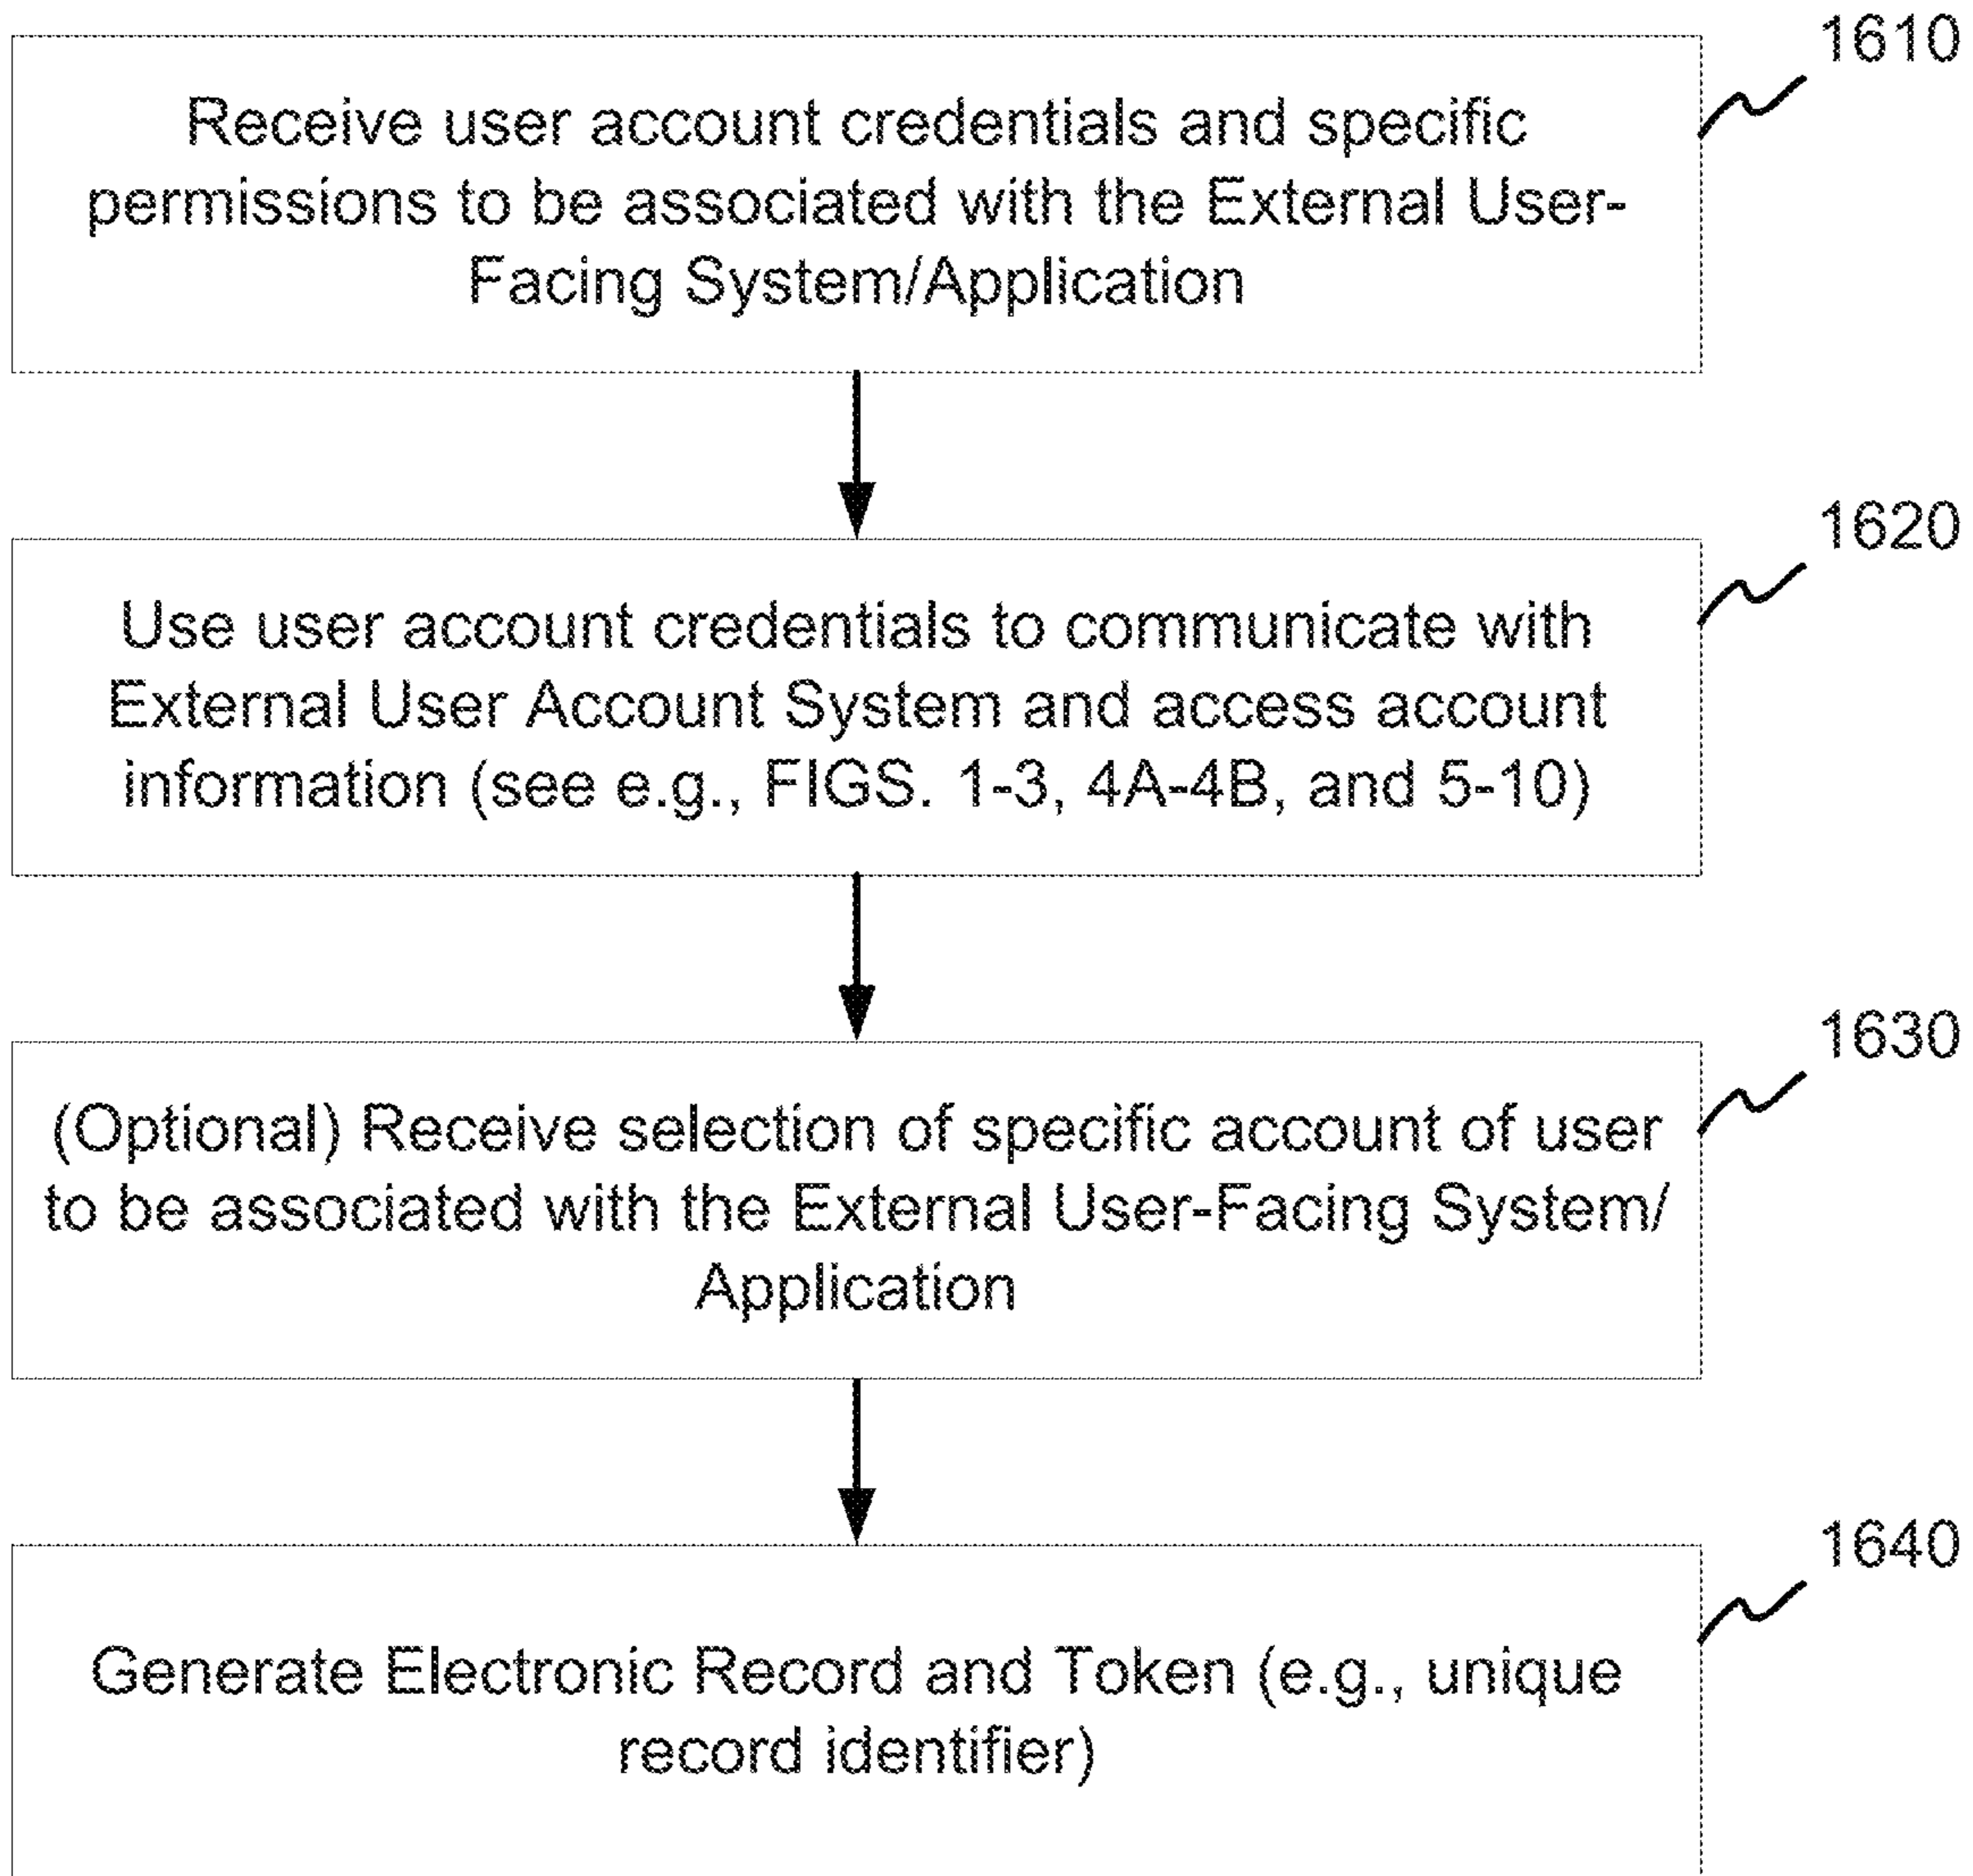 1610
Receive user account credentials and specific
permissions to be associated with the External User-
Facing System/Application
1620
Use user account credentials to communicate with
External User Account System and access account
information (see e.g., FIGS. 1-3, 4A-4B, and 5-10)
1630
(Optional) Receive selection of specific account of user
to be associated with the External User-Facing System/
Application
1640
Generate Electronic Record and Token (e.g., unique
record identifier)